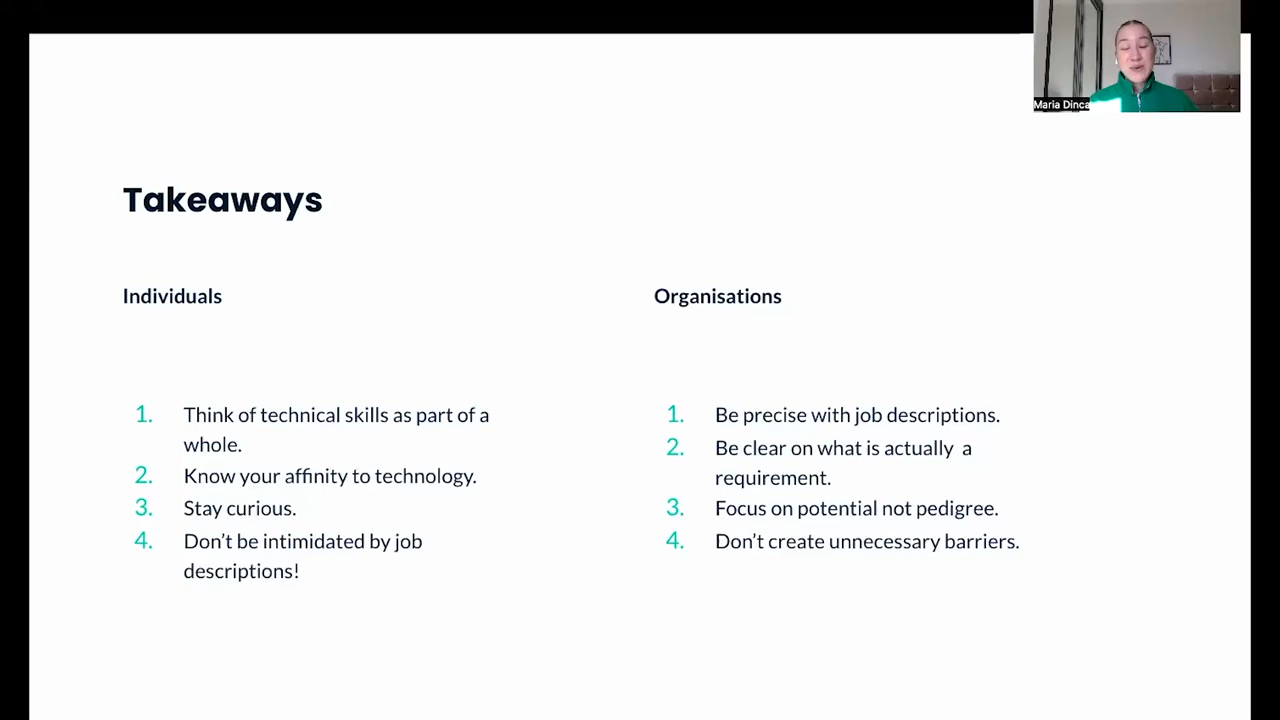 Maria Dinca
Takeaways
Individuals
1. Think of technical skills as part of a
whole.
2. Know your affinity to technology.
3. Stay curious.
4. Don’t be intimidated by job
descriptions!
Organisations
1. Be precise with job descriptions.
2. Be clear on what is actually  a
requirement.
3. Focus on potential not pedigree.
4. Don’t create unnecessary barriers.